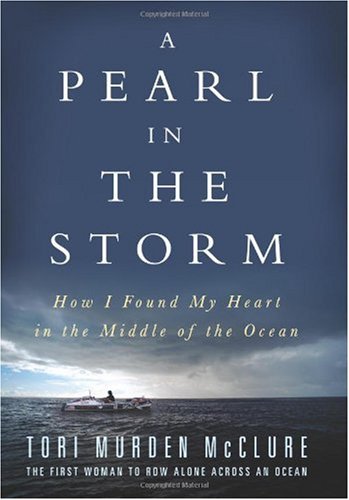 A
PEARL
IN
THE
STORM
How I Found My Heart
in the Middle of the Ocean
TORI MURDEN McCLURE
THE FIRST WOMAN TO ROW ALONE ACROSS AN OCEAN